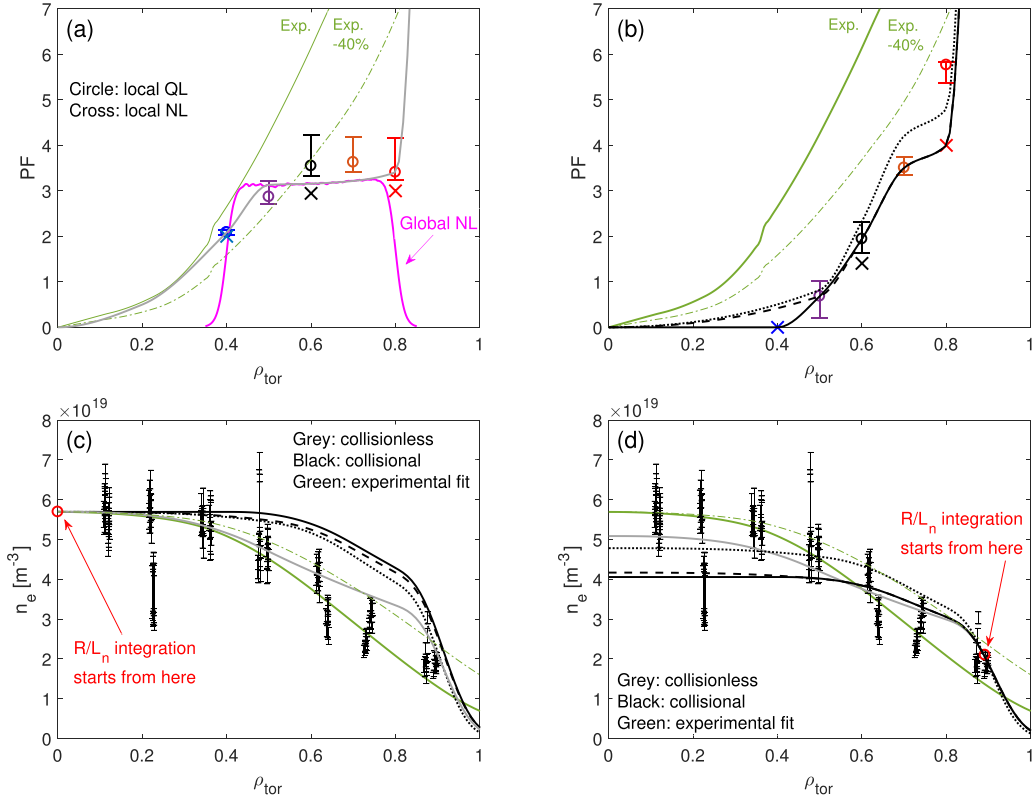 (a)
Exp.
Exp.
-40%
Circle: local QL
Cross: local NL
Global NL
PF
0
1
2
3
4
5
6
7
0
0.2
0.4
0.6
0.8
1
ρtor
(b)
Exp.
Exp.
-40%
PF
0
1
2
3
4
5
6
7
0
0.2
0.4
0.6
0.8
1
ρtor
×10^19
(c)
Grey: collisionless
Black: collisional
Green: experimental fit
R/Ln integration
starts from here
ne [m-3]
0
1
2
3
4
5
6
7
8
0
0.2
0.4
0.6
0.8
1
ρtor
×10^19
(d)
R/Ln integration
starts from here
Grey: collisionless
Black: collisional
Green: experimental fit
ne [m-3]
0
1
2
3
4
5
6
7
8
0
0.2
0.4
0.6
0.8
1
ρtor